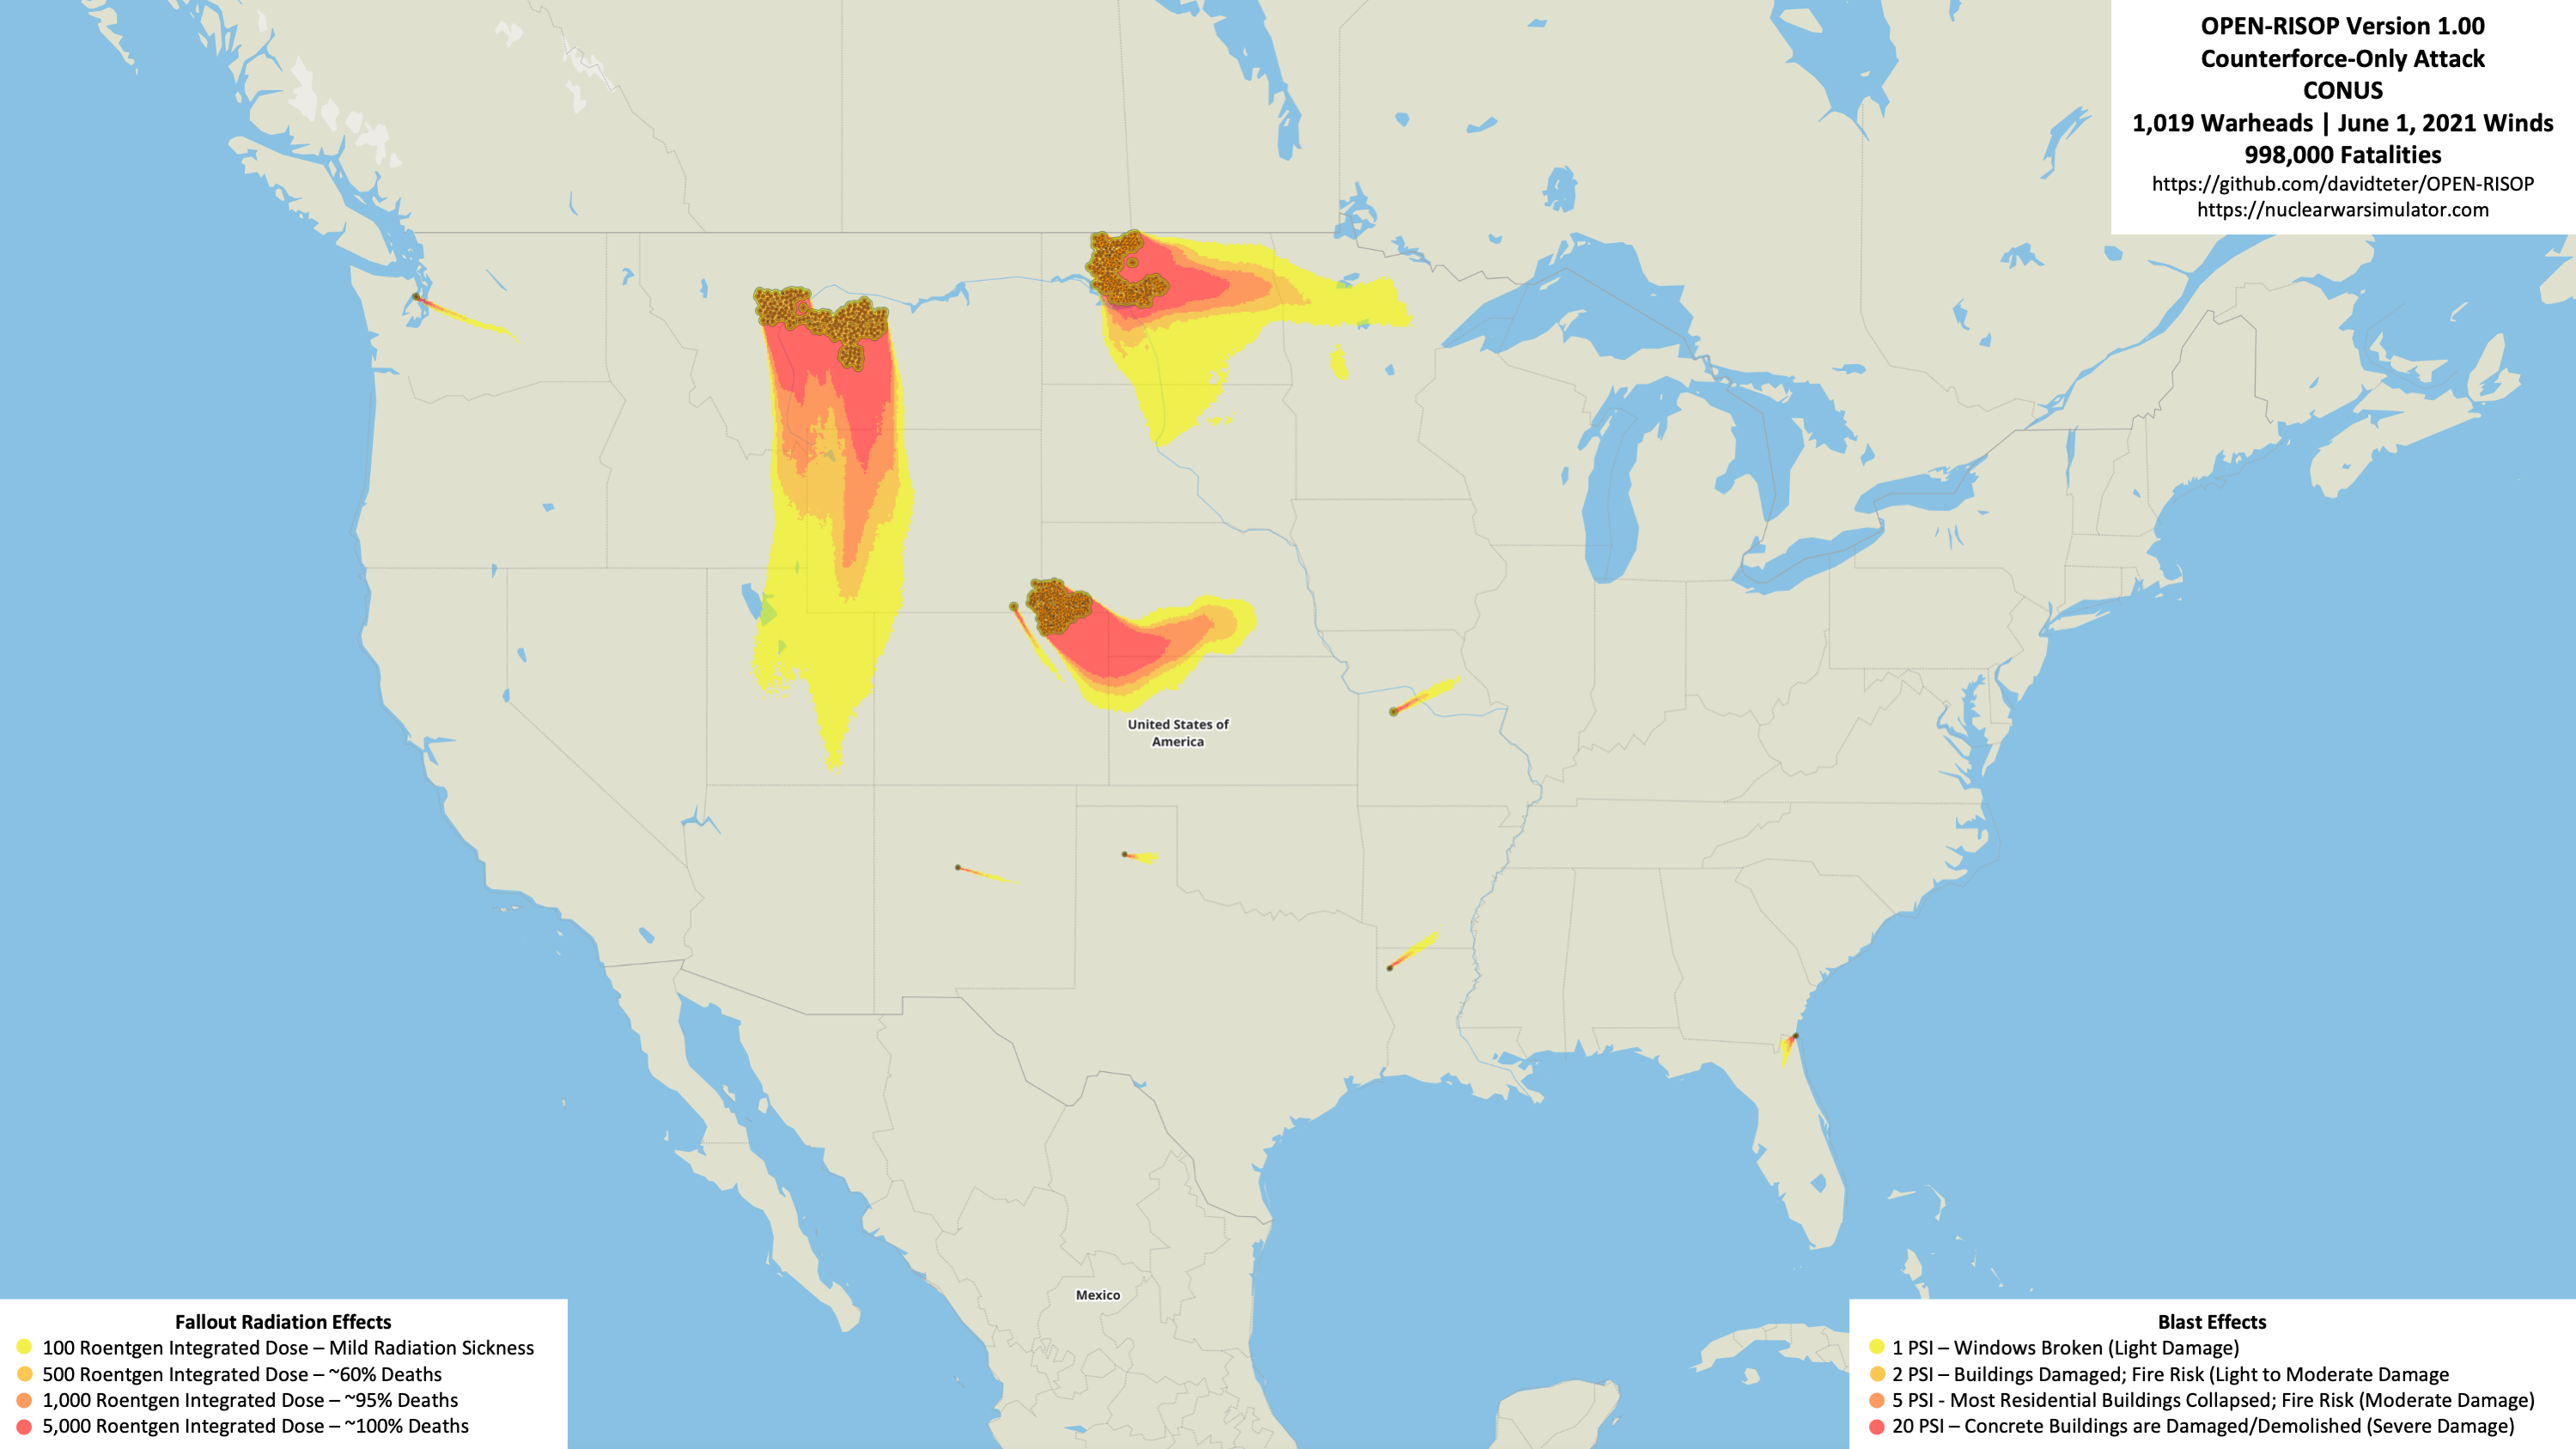 OPEN-RISOP Version 1.00
Counterforce-Only Attack
CONUS
1,019 Warheads | June 1, 2021 Winds
998,000 Fatalities
https://github.com/davidteter/OPEN-RISOP
https://nuclearwarsimulator.com
United States of
America
Mexico
Fallout Radiation Effects
100 Roentgen Integrated Dose – Mild Radiation Sickness
500 Roentgen Integrated Dose – ~60% Deaths
1,000 Roentgen Integrated Dose – ~95% Deaths
5,000 Roentgen Integrated Dose – ~100% Deaths
Blast Effects
1 PSI – Windows Broken (Light Damage)
2 PSI – Buildings Damaged; Fire Risk (Light to Moderate Damage
5 PSI - Most Residential Buildings Collapsed; Fire Risk (Moderate Damage)
20 PSI – Concrete Buildings are Damaged/Demolished (Severe Damage)